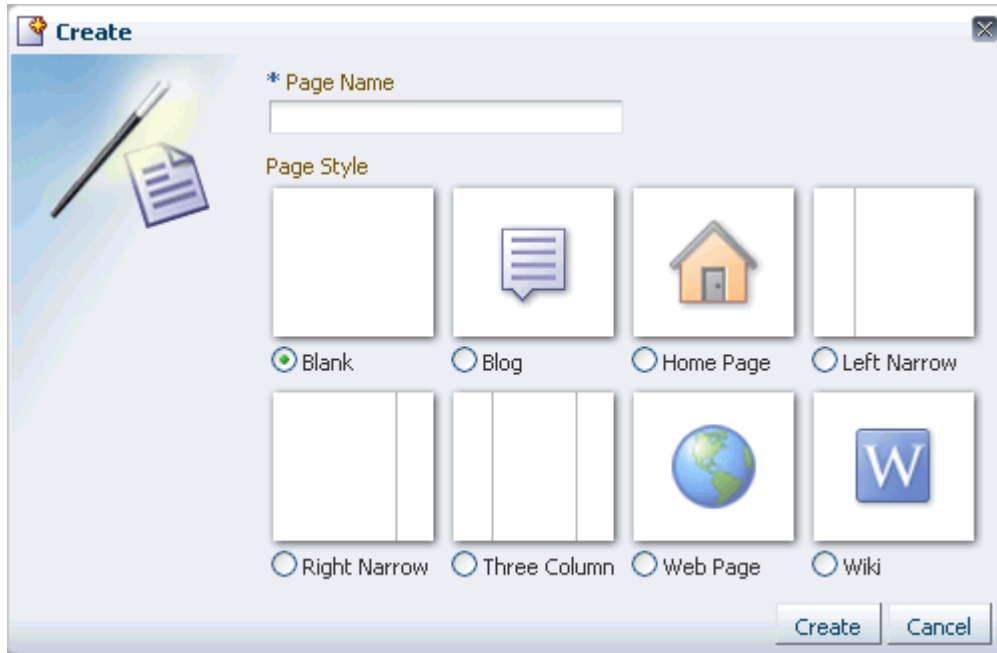 Create
* Page Name
Page Style
Blank
Blog
Home Page
Left Narrow
W
Right Narrow
Three Column
Web Page
Wiki
Create
Cancel